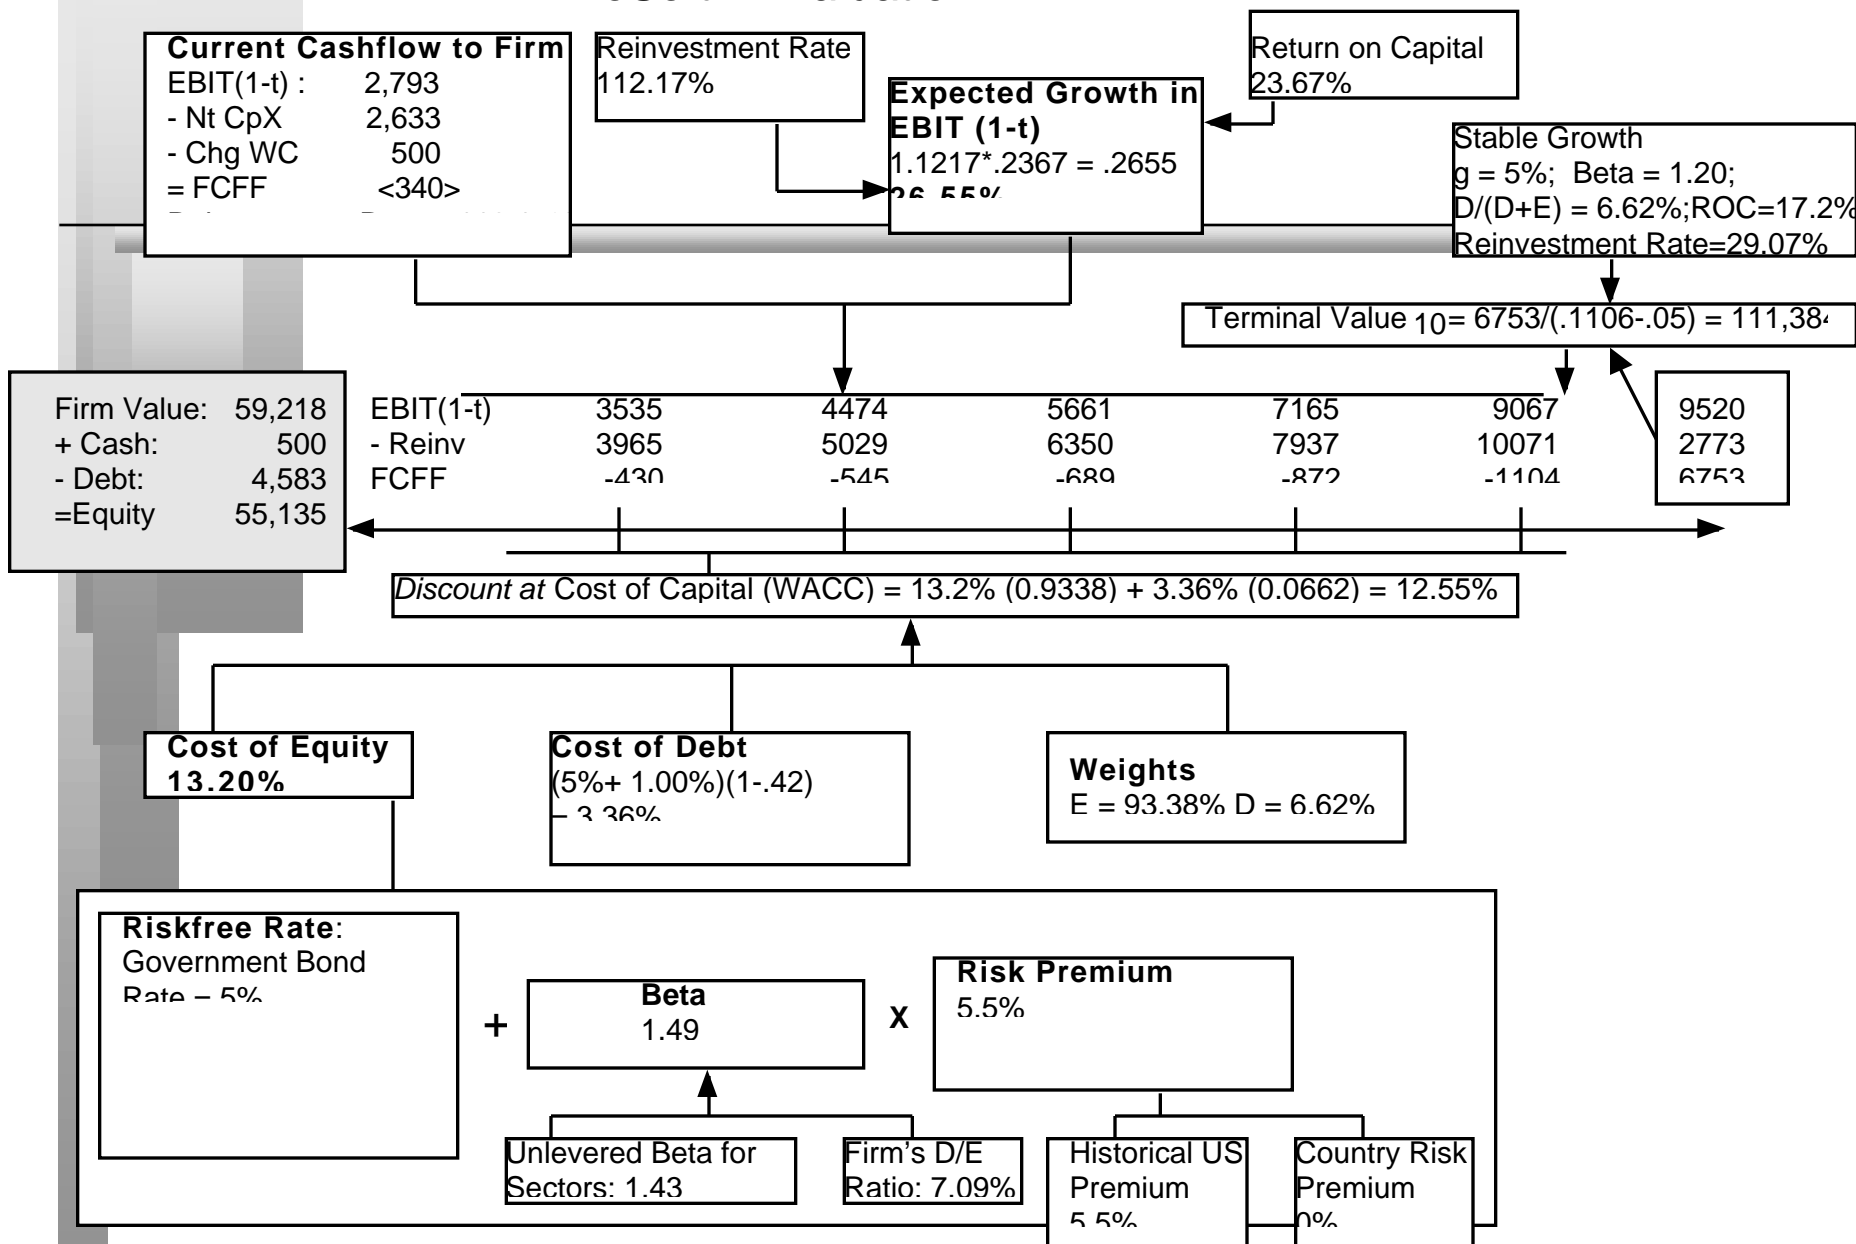 Current Cashflow to Firm
EBIT(1-t) : 2,793
- Nt CpX 2,633
- Chg WC 500
= FCFF <340>
Reinvestment Rate
112.17%
Expected Growth in
EBIT (1-t)
1.1217*.2367 = .2655
26.55%
Return on Capital
23.67%
Stable Growth
g = 5%; Beta = 1.20;
D/(D+E) = 6.62%;ROC=17.2%
Reinvestment Rate=29.07%
Terminal Value 10= 6753/(.1106-.05) = 111,384
Firm Value: 59,218
+ Cash: 500
- Debt: 4,583
=Equity 55,135
EBIT(1-t) 3535 4474 5661 7165 9067 9520
- Reinv 3965 5029 6350 7937 10071 2773
FCFF -430 -545 -689 -872 -1104 6753
Discount at Cost of Capital (WACC) = 13.2% (0.9338) + 3.36% (0.0662) = 12.55%
Cost of Equity
13.20%
Cost of Debt
(5%+ 1.00%)(1-.42)
= 3.36%
Weights
E = 93.38% D = 6.62%
Riskfree Rate:
Government Bond
Rate = 5%
+
Beta
1.49
X
Risk Premium
5.5%
Unlevered Beta for
Sectors: 1.43
Firm’s D/E
Ratio: 7.09%
Historical US
Premium
5.5%
Country Risk
Premium
0%